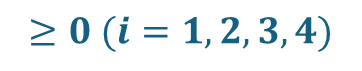 ≥ 0 (i = 1, 2, 3, 4)